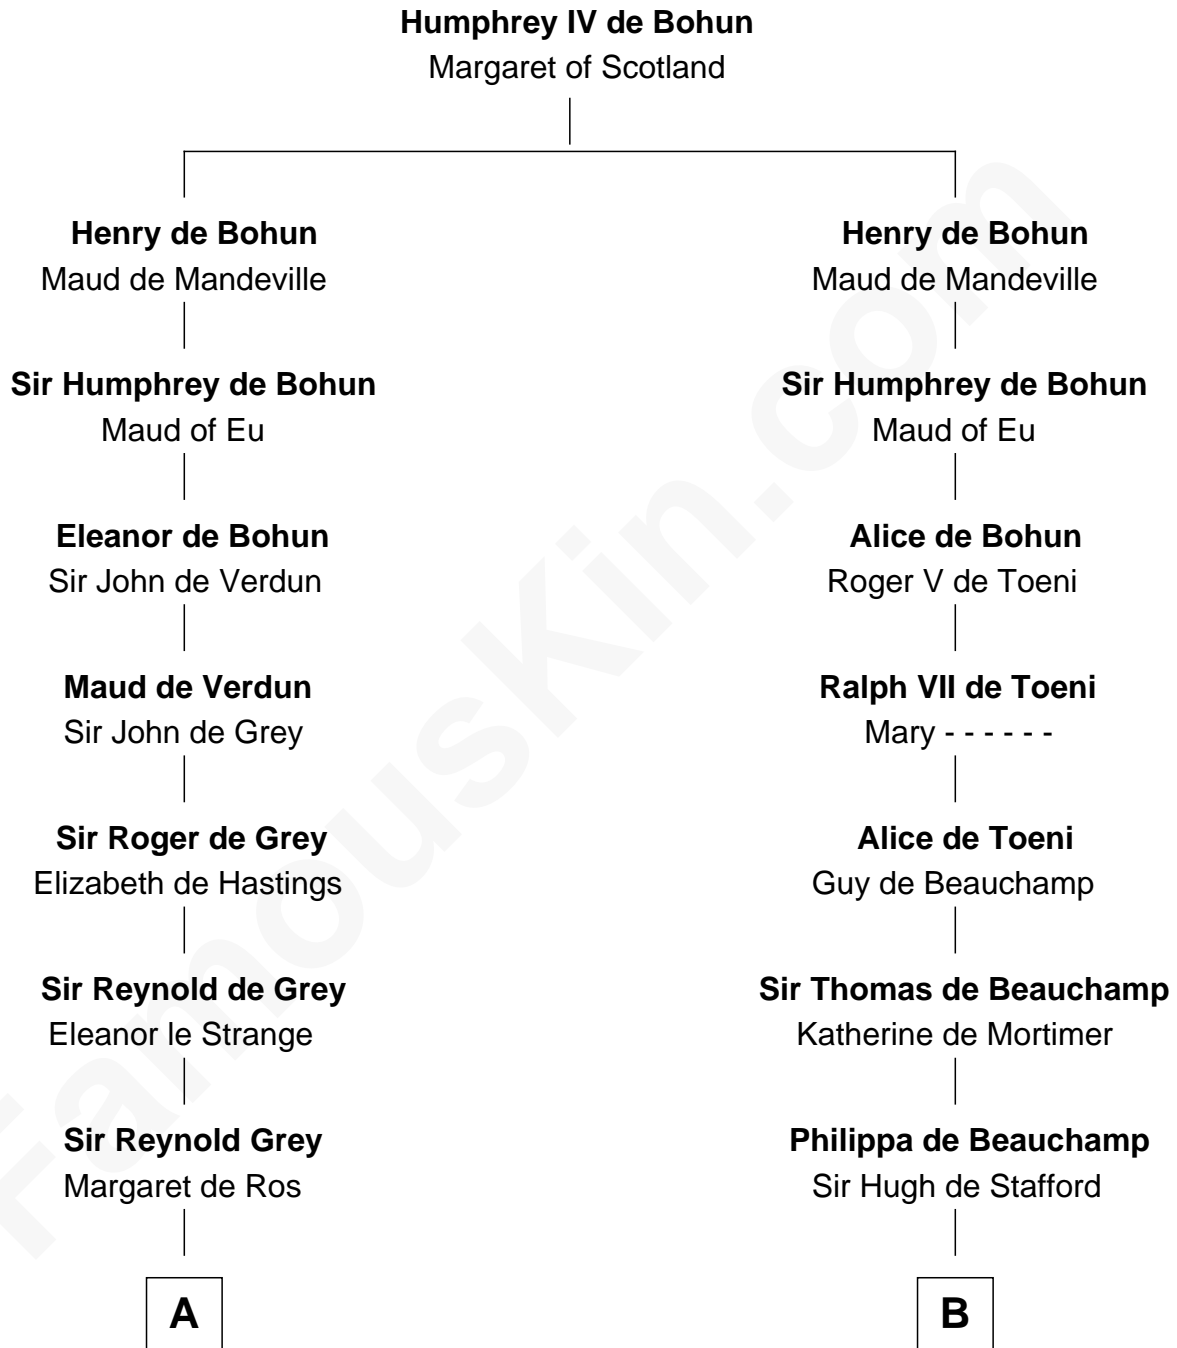 Humphrey IV de Bohun
Margaret of Scotland
Henry de Bohun
Maud de Mandeville
Henry de Bohun
Maud de Mandeville
Sir Humphrey de Bohun
Maud of Eu
Sir Humphrey de Bohun
Maud of Eu
Eleanor de Bohun
Sir John de Verdun
Alice de Bohun
Roger V de Toeni
Maud de Verdun
Sir John de Grey
Ralph VII de Toeni
Mary - - - - - -
Sir Roger de Grey
Elizabeth de Hastings
Alice de Toeni
Guy de Beauchamp
Sir Reynold de Grey
Eleanor le Strange
Sir Thomas de Beauchamp
Katherine de Mortimer
Sir Reynold Grey
Margaret de Ros
Philippa de Beauchamp
Sir Hugh de Stafford
A
B
FamousKin.com